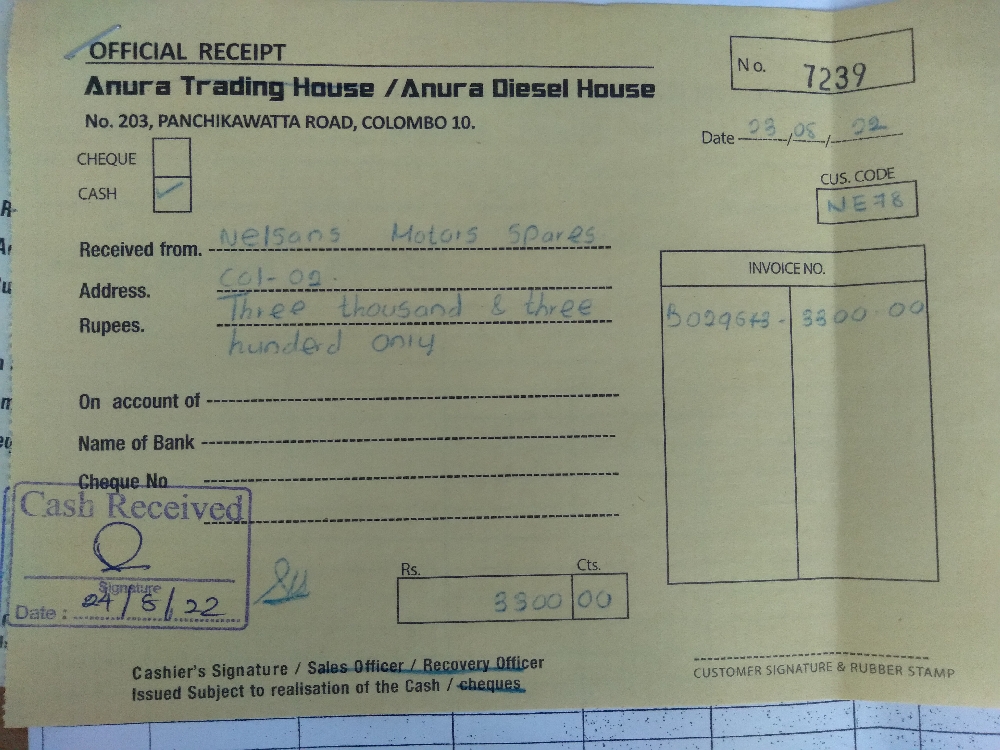 OFFICIAL RECEIPT
Anura Trading House / Anura Diesel House
No. 203, PANCHIKAWATTA ROAD, COLOMBO 10.
No. 7239
Date 23/08/22
CHEQUE
CASH ✓
CUS. CODE
NE78
Received from. Nelsans Motors Spares
Address. Col-02.
Rupees. Three thousand & three
hunderd only
INVOICE NO.
3300.00
On account of
Name of Bank
Cheque No
Cash Received
Signature
Date : 24/8/22
Rs. Cts.
3300 00
Cashier's Signature / Sales Officer / Recovery Officer
Issued Subject to realisation of the Cash / cheques
CUSTOMER SIGNATURE & RUBBER STAMP